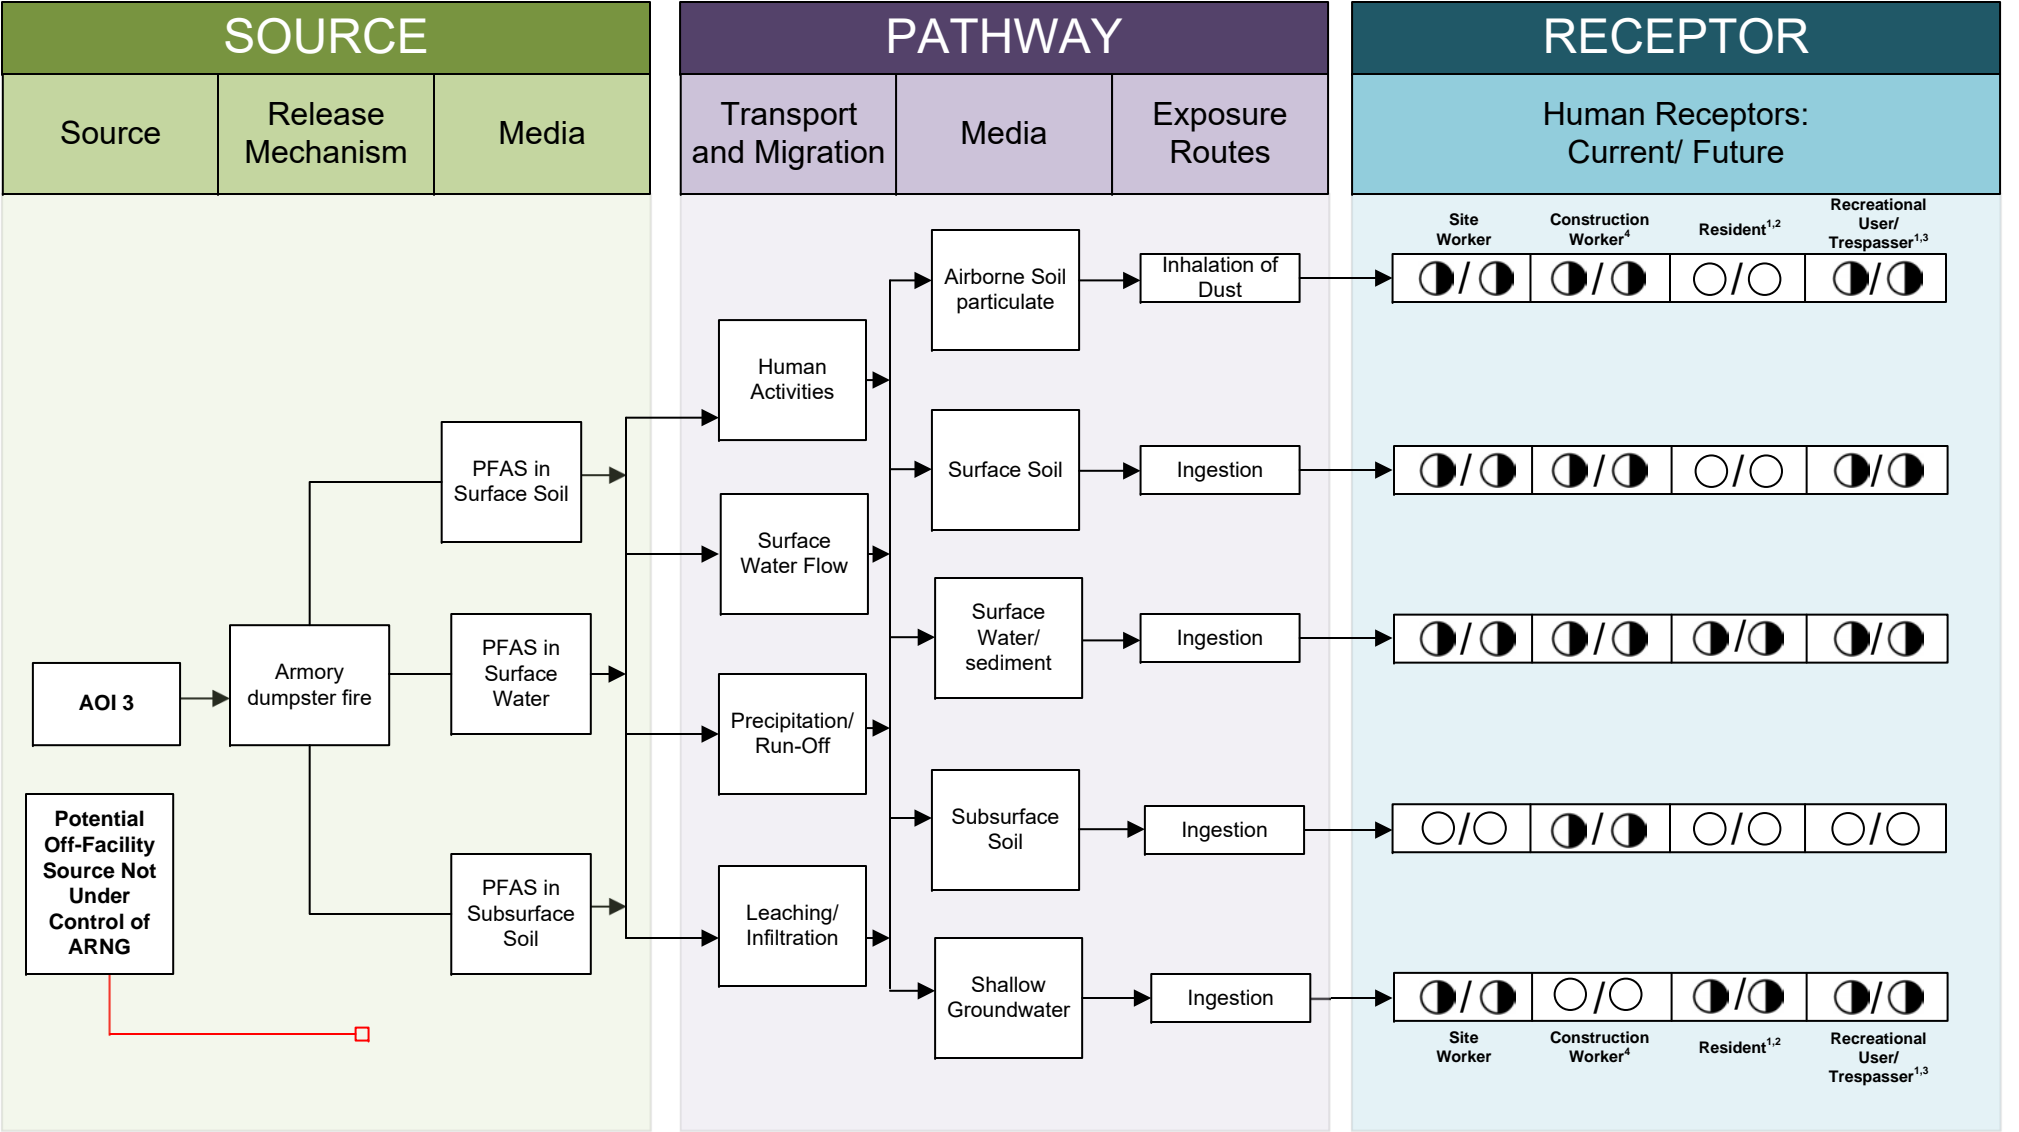 SOURCE
PATHWAY
RECEPTOR
Source
Release
Mechanism
Media
Transport
and Migration
Media
Exposure
Routes
Human Receptors:
Current/ Future
Site
Worker
Construction
Worker4
Resident1,2
Recreational
User/
Trespasser1,3
Airborne Soil
particulate
Inhalation of
Dust
/
/
/
/
Human
Activities
PFAS in
Surface Soil
Surface Soil
Ingestion
/
/
/
/
Surface
Water Flow
Surface
Water/
sediment
Ingestion
/
/
/
/
AOI 3
Armory
dumpster fire
PFAS in
Surface
Water
Precipitation/
Run-Off
Subsurface
Soil
Ingestion
/
/
/
/
Potential
Off-Facility
Source Not
Under
Control of
ARNG
PFAS in
Subsurface
Soil
Leaching/
Infiltration
Shallow
Groundwater
Ingestion
/
/
/
/
Site
Worker
Construction
Worker4
Resident1,2
Recreational
User/
Trespasser1,3